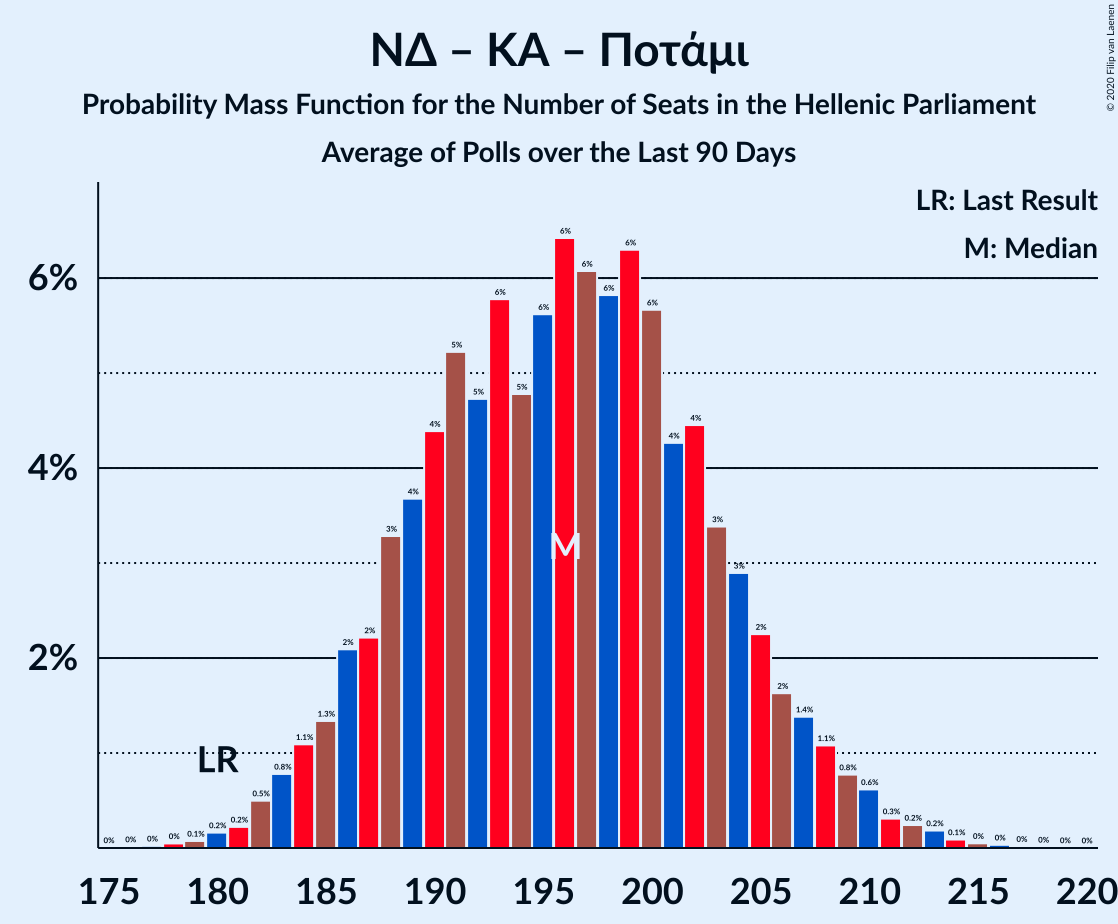 ΝΔ – ΚΑ – Ποτάμι
Probability Mass Function for the Number of Seats in the Hellenic Parliament
Average of Polls over the Last 90 Days
© 2020 Filip van Laenen
LR: Last Result
M: Median
6%
4%
2%
0% 0% 0% 0% 0.1% 0.2% 0.2% 0.5% 0.8% 1.1% 1.3% 2% 2% 3% 4% 4% 5% 5% 6% 5% 6% 6% 6% 6% 6% 6% 4% 4% 3% 3% 2% 2% 1.4% 1.1% 0.8% 0.6% 0.3% 0.2% 0.2% 0.1% 0% 0% 0% 0% 0% 0%
LR
M
175 180 185 190 195 200 205 210 215 220